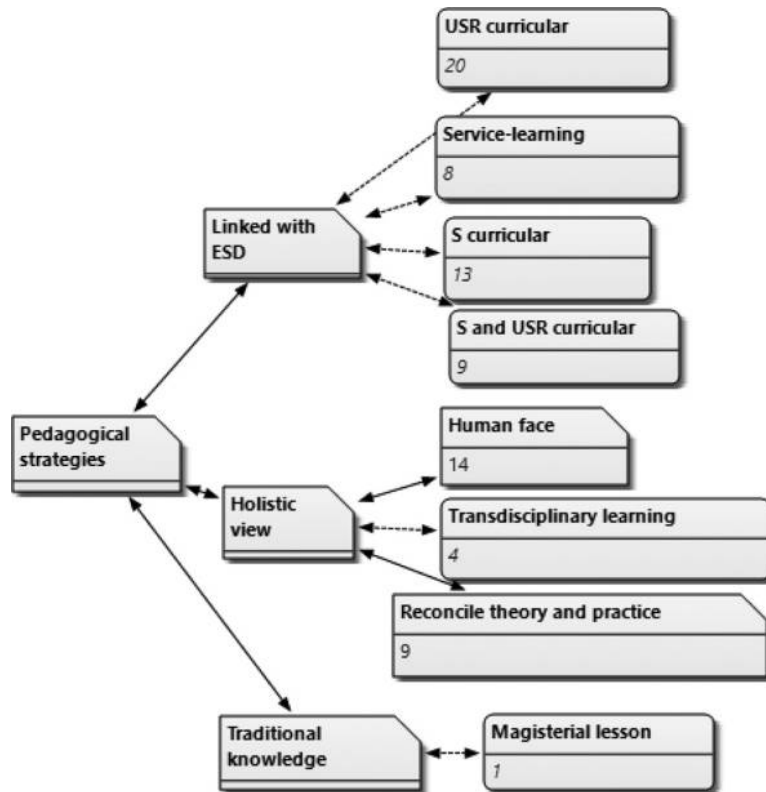 USR curricular
20
Service-learning
8
Linked with
ESD
S curricular
13
S and USR curricular
9
Pedagogical
strategies
Human face
14
Holistic
view
Transdisciplinary learning
4
Reconcile theory and practice
9
Traditional
knowledge
Magisterial lesson
1